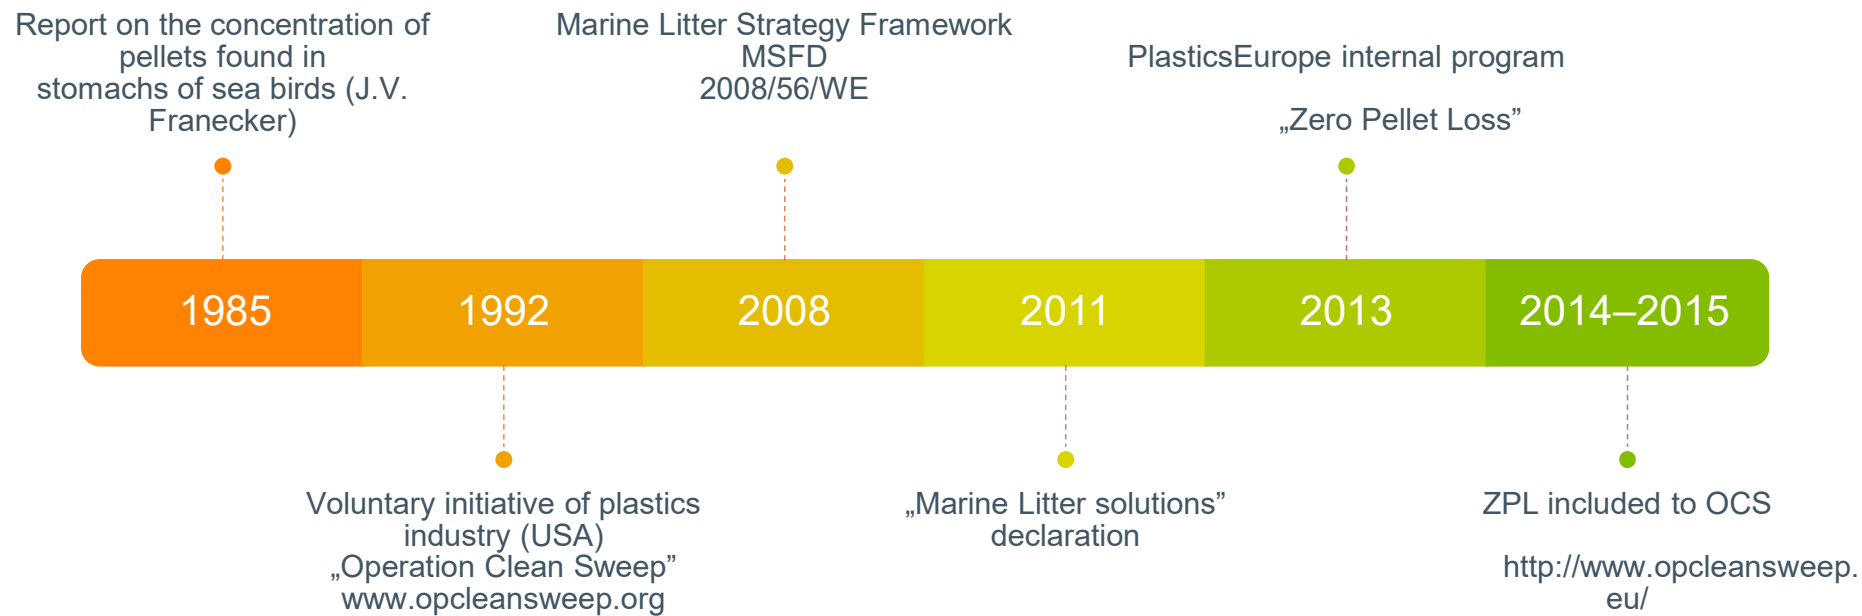 Report on the concentration of
pellets found in
stomachs of sea birds (J.V.
Franecker)
Marine Litter Strategy Framework
MSFD
2008/56/WE
PlasticsEurope internal program
„Zero Pellet Loss”
1985
1992
2008
2011
2013
2014–2015
Voluntary initiative of plastics
industry (USA)
„Operation Clean Sweep”
www.opcleansweep.org
„Marine Litter solutions”
declaration
ZPL included to OCS
http://www.opcleansweep.
eu/